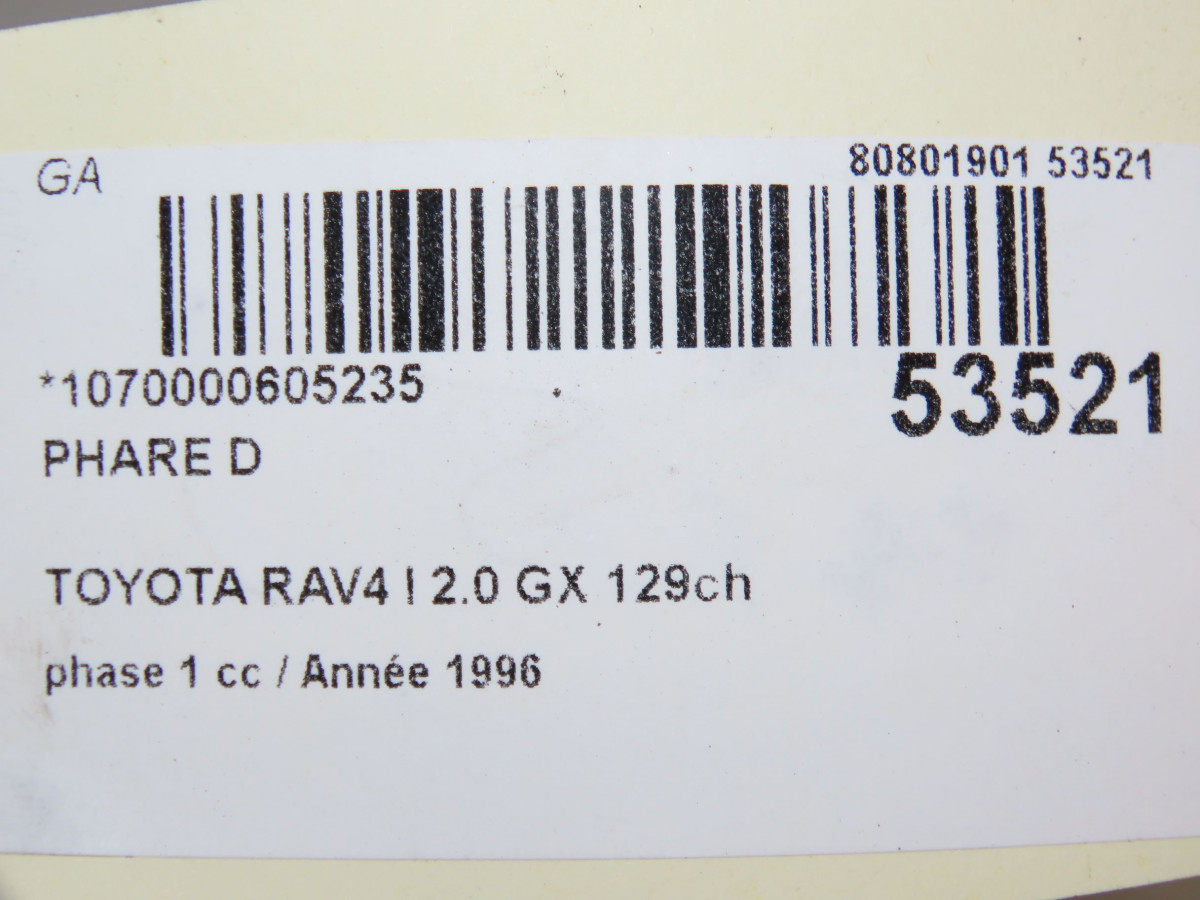 GA
80801901 53521
*1070000605235
53521
PHARE D
TOYOTA RAV4 I 2.0 GX 129ch
phase 1 cc / Année 1996